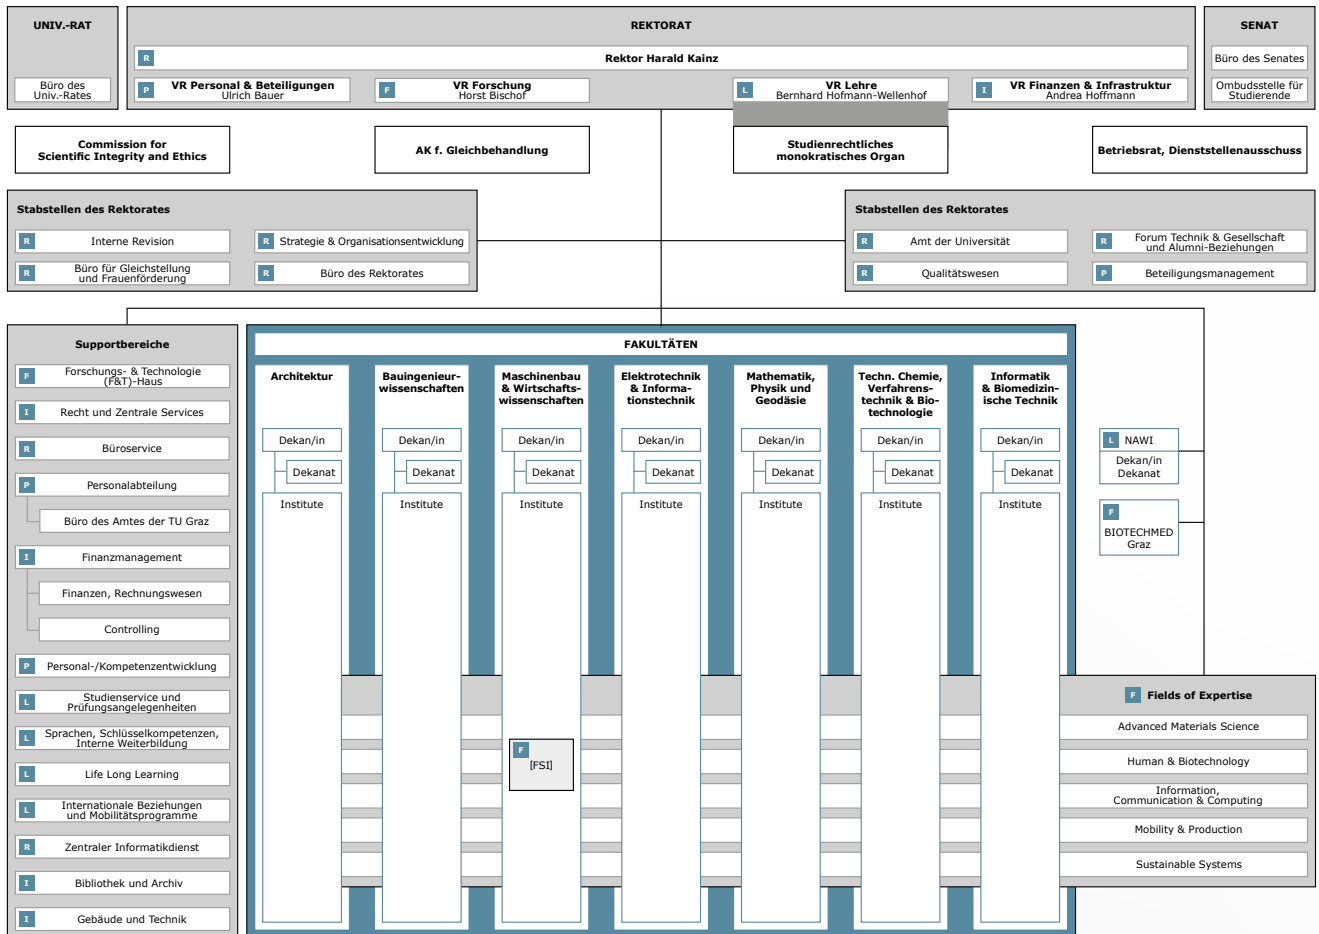 UNIV.-RAT
Büro des
Univ.-Rates
REKTORAT
R
Rektor Harald Kainz
P
VR Personal & Beteiligungen
Ulrich Bauer
F
VR Forschung
Horst Bischof
L
VR Lehre
Bernhard Hofmann-Wellenhof
I
VR Finanzen & Infrastruktur
Andrea Hoffmann
SENAT
Büro des Senates
Ombudsstelle für
Studierende
Commission for
Scientific Integrity and Ethics
AK f. Gleichbehandlung
Studienrechtliches
monokratisches Organ
Betriebsrat, Dienststellenausschuss
Stabstellen des Rektorates
R
Interne Revision
R
Strategie & Organisationsentwicklung
R
Büro für Gleichstellung
und Frauenförderung
R
Büro des Rektorates
Stabstellen des Rektorates
R
Amt der Universität
R
Forum Technik & Gesellschaft
und Alumni-Beziehungen
R
Qualitätswesen
P
Beteiligungsmanagement
Supportbereiche
F
Forschungs- & Technologie
(F&T)-Haus
I
Recht und Zentrale Services
R
Büroservice
P
Personalabteilung
Büro des Amtes der TU Graz
I
Finanzmanagement
Finanzen, Rechnungswesen
Controlling
P
Personal-/Kompetenzentwicklung
L
Studienservice und
Prüfungsangelegenheiten
L
Sprachen, Schlüsselkompetenzen,
Interne Weiterbildung
L
Life Long Learning
L
Internationale Beziehungen
und Mobilitätsprogramme
R
Zentraler Informatikdienst
I
Bibliothek und Archiv
I
Gebäude und Technik
FAKULTÄTEN
Architektur
Dekan/in
Dekanat
Institute
Bauingenieur-
wissenschaften
Dekan/in
Dekanat
Institute
Maschinenbau
& Wirtschafts-
wissenschaften
Dekan/in
Dekanat
Institute
F
[FSI]
Elektrotechnik
& Informa-
tionstechnik
Dekan/in
Dekanat
Institute
Mathematik,
Physik und
Geodäsie
Dekan/in
Dekanat
Institute
Techn. Chemie,
Verfahrens-
technik & Bio-
technologie
Dekan/in
Dekanat
Institute
Informatik
& Biomedizin-
ische Technik
Dekan/in
Dekanat
Institute
L
NAWI
Dekan/in
Dekanat
F
BIOTECHMED
Graz
F
Fields of Expertise
Advanced Materials Science
Human & Biotechnology
Information,
Communication & Computing
Mobility & Production
Sustainable Systems